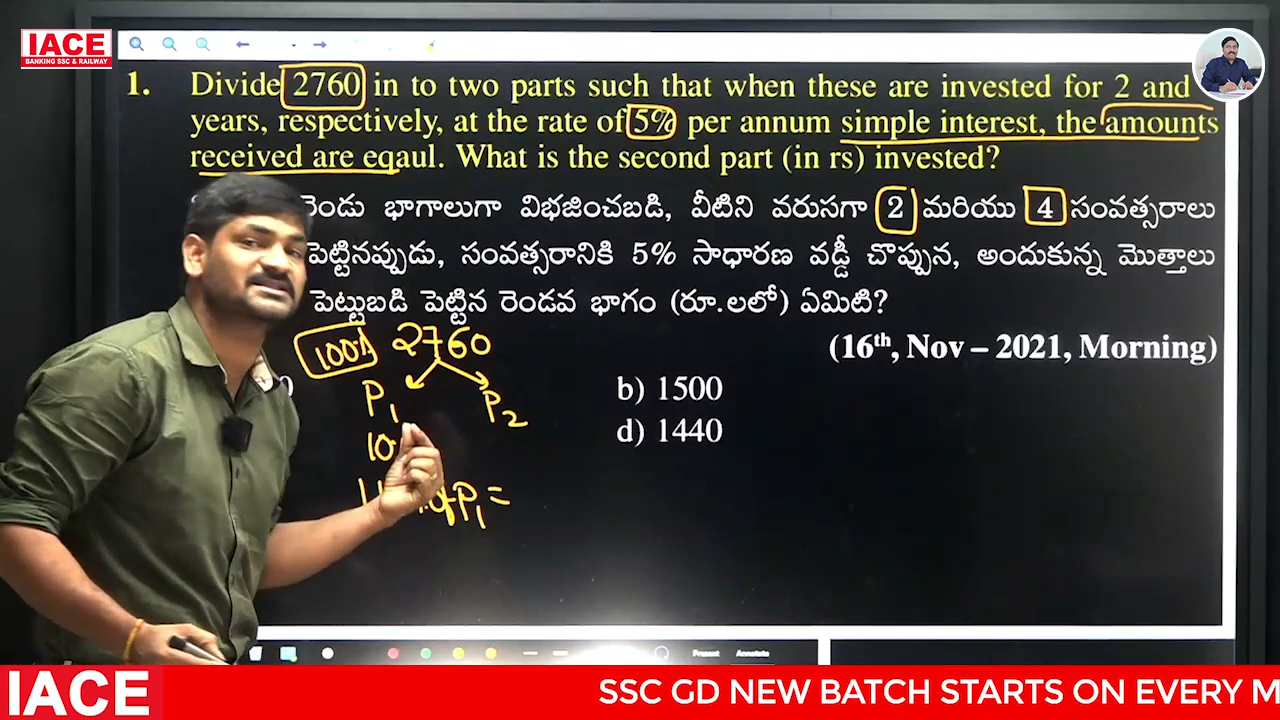 IACE
BANKING SSC & RAILWAY
1. Divide 2760 in to two parts such that when these are invested for 2 and
years, respectively, at the rate of 5% per annum simple interest, the amounts
received are eqaul. What is the second part (in rs) invested?
రెండు భాగాలుగా విభజించబడి, వీటిని వరుసగా 2 మరియు 4 సంవత్సరాలు
పెట్టినప్పుడు, సంవత్సరానికి 5% సాధారణ వడ్డీ చొప్పున, అందుకున్న మొత్తాలు
పెట్టుబడి పెట్టిన రెండవ భాగం (రూ.లలో) ఏమిటి?
(16th, Nov – 2021, Morning)
100% 2760
P1 P2
b) 1500
d) 1440
10
of P1 =
Present Annotate
IACE
SSC GD NEW BATCH STARTS ON EVERY M